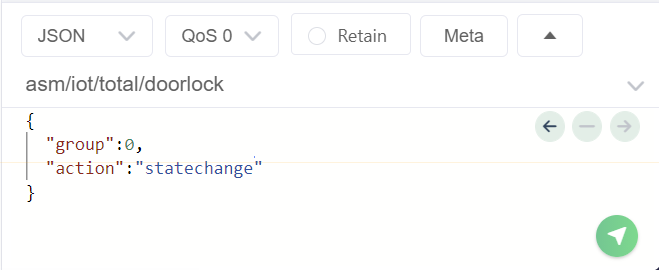 JSON QoS 0 Retain Meta
asm/iot/total/doorlock
{
"group":0,
"action":"statechange"
}